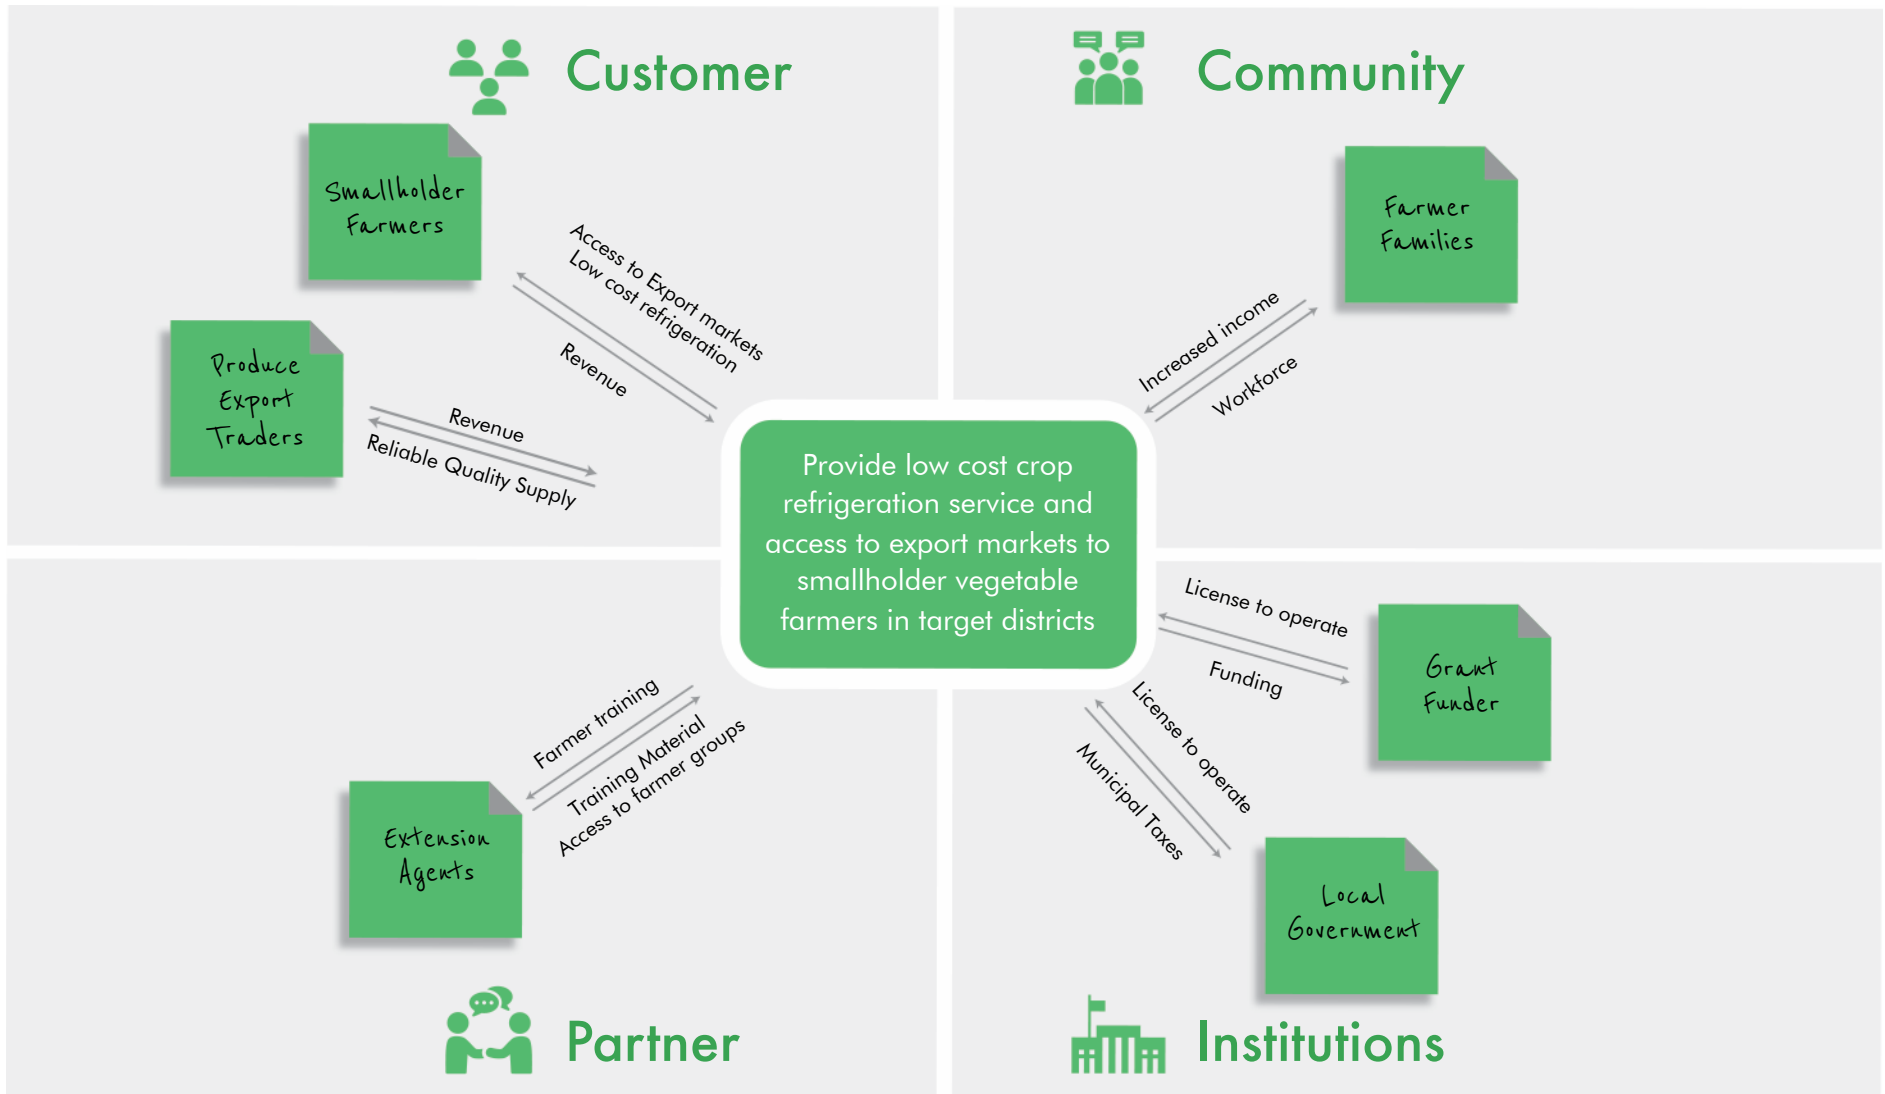 Customer
Smallholder
Farmers
Access to Export markets
Low cost refrigeration
Revenue
Produce
Export
Traders
Revenue
Reliable Quality Supply
Community
Farmer
Families
Increased income
Workforce
Provide low cost crop
refrigeration service and
access to export markets to
smallholder vegetable
farmers in target districts
Farmer training
Training Material
Access to farmer groups
Extension
Agents
Partner
License to operate
Funding
Grant
Funder
License to operate
Municipal Taxes
Local
Government
Institutions